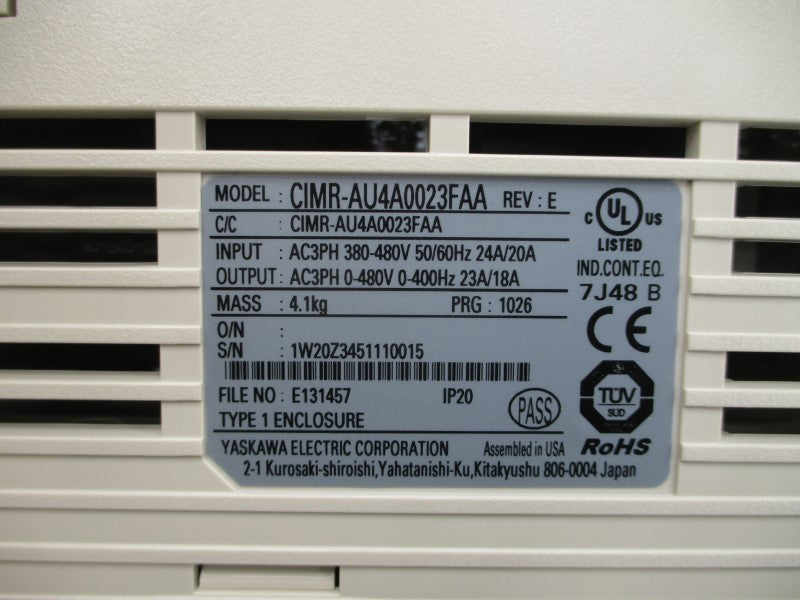 MODEL : CIMR-AU4A0023FAA REV : E
C/C : CIMR-AU4A0023FAA
INPUT : AC3PH 380-480V 50/60Hz 24A/20A
OUTPUT : AC3PH 0-480V 0-400Hz 23A/18A
MASS : 4.1kg PRG : 1026
O/N :
S/N : 1W20Z3451110015
FILE NO : E131457 IP20
TYPE 1 ENCLOSURE
PASS
YASKAWA ELECTRIC CORPORATION Assembled in USA
2-1 Kurosaki-shiroishi,Yahatanishi-Ku,Kitakyushu 806-0004 Japan
C UL US
LISTED
IND.CONT.EQ.
7J48 B
CE
TÜV
SÜD
RoHS